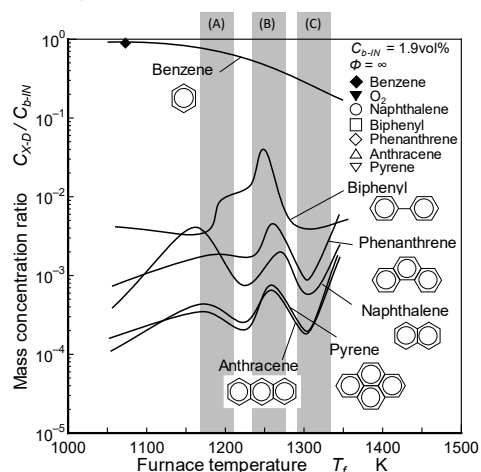 (A) (B) (C)
10^0
10^-1
10^-2
10^-3
10^-4
10^-5
Mass concentration ratio C_X-D / C_b-IN
C_b-IN = 1.9vol%
Φ = ∞
Benzene
O_2
Naphthalene
Biphenyl
Phenanthrene
Anthracene
Pyrene
Benzene
Biphenyl
Phenanthrene
Naphthalene
Pyrene
Anthracene
1000 1100 1200 1300 1400 1500
Furnace temperature T_f K